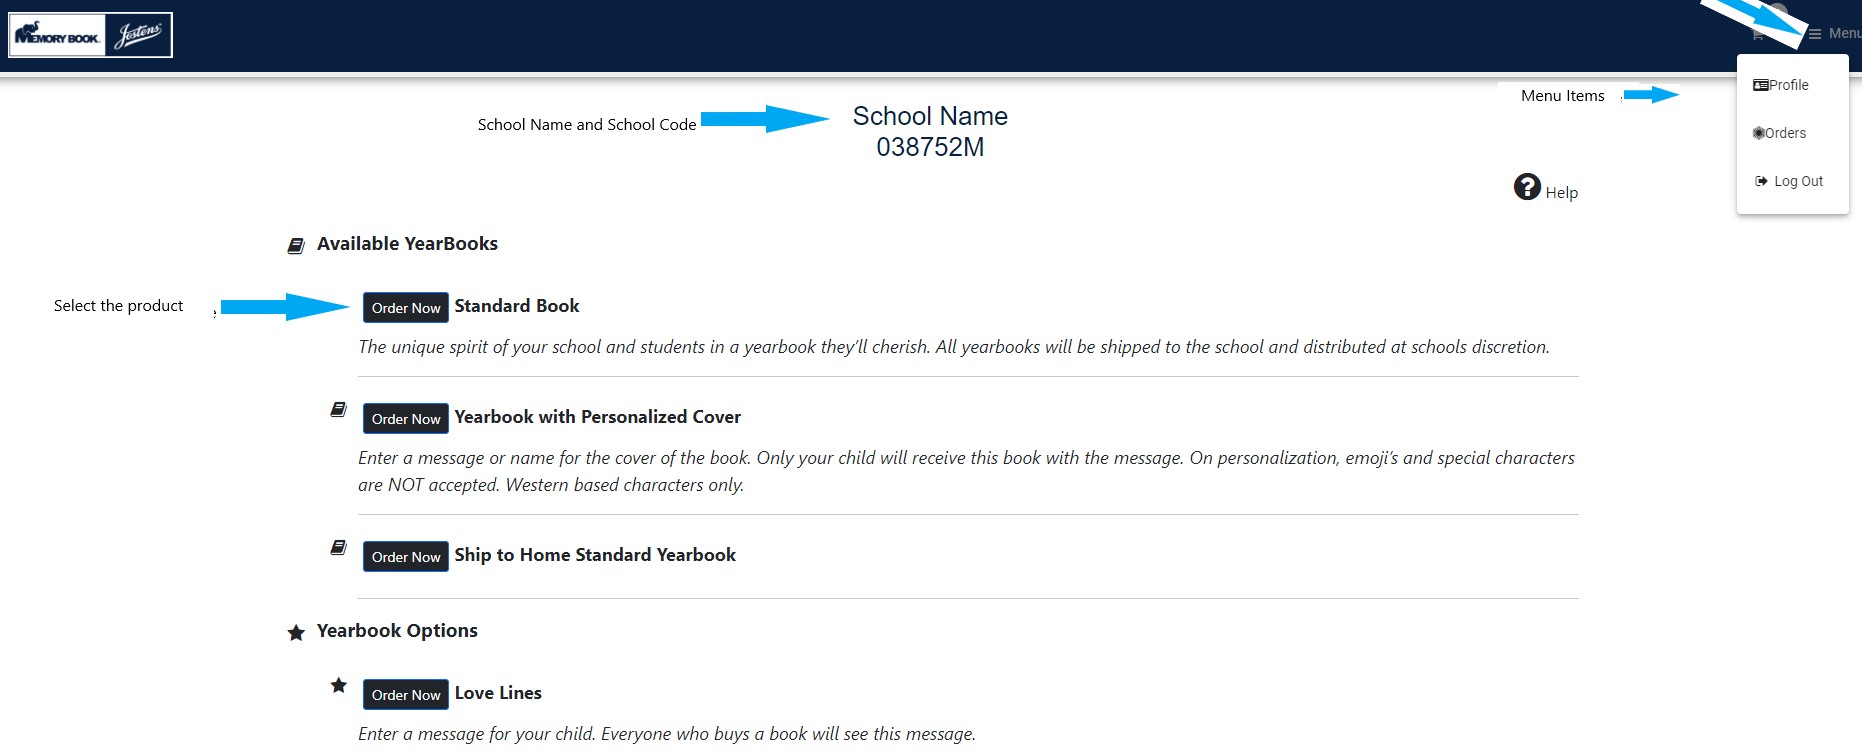 MEMORY BOOK Jostens
Menu
Profile
Menu Items
School Name and School Code
School Name
038752M
Orders
Log Out
Help
Available YearBooks
Select the product
Order Now Standard Book
The unique spirit of your school and students in a yearbook they'll cherish. All yearbooks will be shipped to the school and distributed at schools discretion.
Order Now Yearbook with Personalized Cover
Enter a message or name for the cover of the book. Only your child will receive this book with the message. On personalization, emoji's and special characters
are NOT accepted. Western based characters only.
Order Now Ship to Home Standard Yearbook
Yearbook Options
Order Now Love Lines
Enter a message for your child. Everyone who buys a book will see this message.